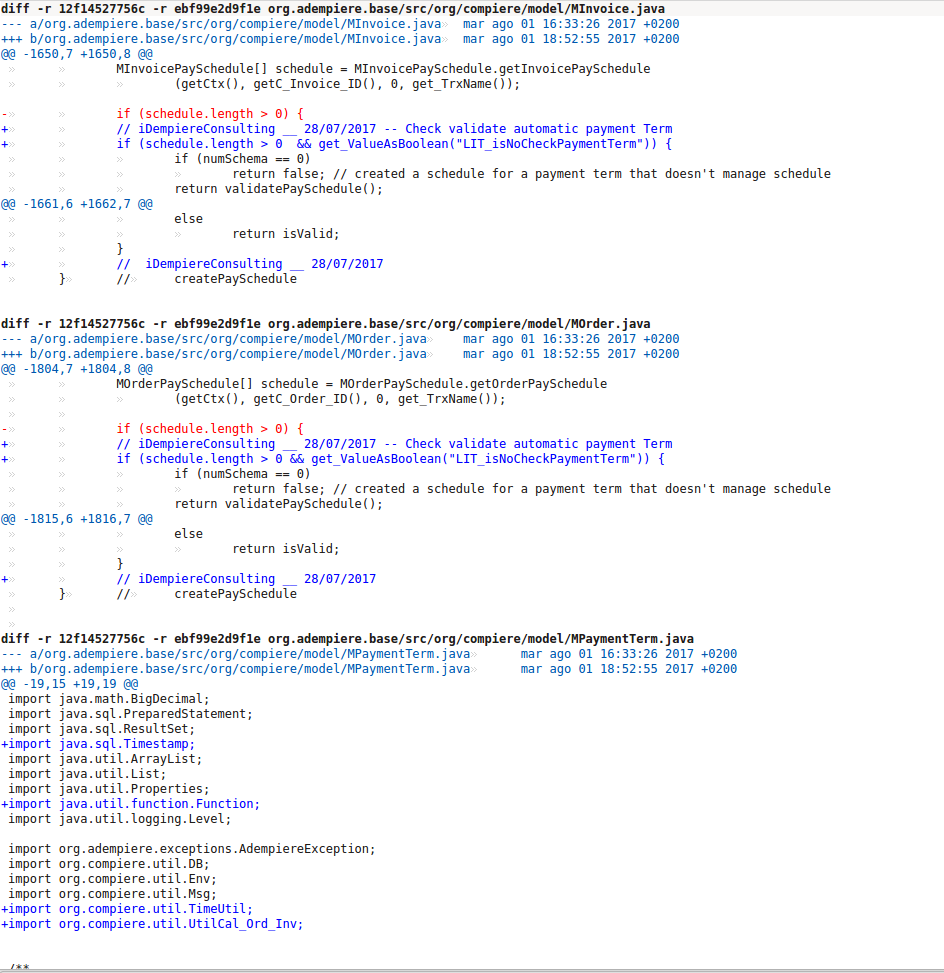 diff -r 12f14527756c -r ebf99e2d9f1e org.adempiere.base/src/org/compiere/model/MInvoice.java
--- a/org.adempiere.base/src/org/compiere/model/MInvoice.java» mar ago 01 16:33:26 2017 +0200
+++ b/org.adempiere.base/src/org/compiere/model/MInvoice.java» mar ago 01 18:52:55 2017 +0200
@@ -1650,7 +1650,8 @@
» » MInvoicePaySchedule[] schedule = MInvoicePaySchedule.getInvoicePaySchedule
» » » (getCtx(), getC_Invoice_ID(), 0, get_TrxName());

-» » if (schedule.length > 0) {
+» » // iDempiereConsulting __ 28/07/2017 -- Check validate automatic payment Term
+» » if (schedule.length > 0  && get_ValueAsBoolean("LIT_isNoCheckPaymentTerm")) {
» » » if (numSchema == 0)
» » » » return false; // created a schedule for a payment term that doesn't manage schedule
» » » return validatePaySchedule();
@@ -1661,6 +1662,7 @@
» » » else
» » » » return isValid;
» » }
+» » //  iDempiereConsulting __ 28/07/2017
» }» //» createPaySchedule

diff -r 12f14527756c -r ebf99e2d9f1e org.adempiere.base/src/org/compiere/model/MOrder.java
--- a/org.adempiere.base/src/org/compiere/model/MOrder.java» mar ago 01 16:33:26 2017 +0200
+++ b/org.adempiere.base/src/org/compiere/model/MOrder.java» mar ago 01 18:52:55 2017 +0200
@@ -1804,7 +1804,8 @@
» » MOrderPaySchedule[] schedule = MOrderPaySchedule.getOrderPaySchedule
» » » (getCtx(), getC_Order_ID(), 0, get_TrxName());
» »
-» » if (schedule.length > 0) {
+» » // iDempiereConsulting __ 28/07/2017 -- Check validate automatic payment Term
+» » if (schedule.length > 0 && get_ValueAsBoolean("LIT_isNoCheckPaymentTerm")) {
» » » if (numSchema == 0)
» » » » return false; // created a schedule for a payment term that doesn't manage schedule
» » » return validatePaySchedule();
@@ -1815,6 +1816,7 @@
» » » else
» » » » return isValid;
» » }
+» » // iDempiereConsulting __ 28/07/2017
» }» //» createPaySchedule
»
»
diff -r 12f14527756c -r ebf99e2d9f1e org.adempiere.base/src/org/compiere/model/MPaymentTerm.java
--- a/org.adempiere.base/src/org/compiere/model/MPaymentTerm.java» mar ago 01 16:33:26 2017 +0200
+++ b/org.adempiere.base/src/org/compiere/model/MPaymentTerm.java» mar ago 01 18:52:55 2017 +0200
@@ -19,15 +19,19 @@
import java.math.BigDecimal;
import java.sql.PreparedStatement;
import java.sql.ResultSet;
+import java.sql.Timestamp;
import java.util.ArrayList;
import java.util.List;
import java.util.Properties;
+import java.util.function.Function;
import java.util.logging.Level;

import org.adempiere.exceptions.AdempiereException;
import org.compiere.util.DB;
import org.compiere.util.Env;
import org.compiere.util.Msg;
+import org.compiere.util.TimeUtil;
+import org.compiere.util.UtilCal_Ord_Inv;

/**